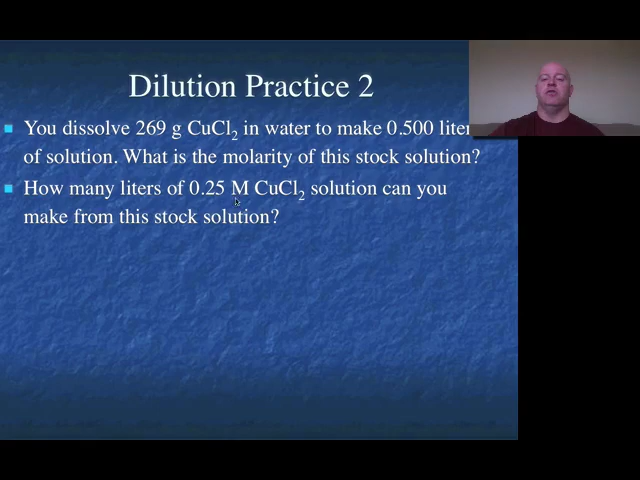 Dilution Practice 2
You dissolve 269 g CuCl₂ in water to make 0.500
of solution. What is the molarity of this stock solution?
How many liters of 0.25 M CuCl₂ solution can you
make from this stock solution?